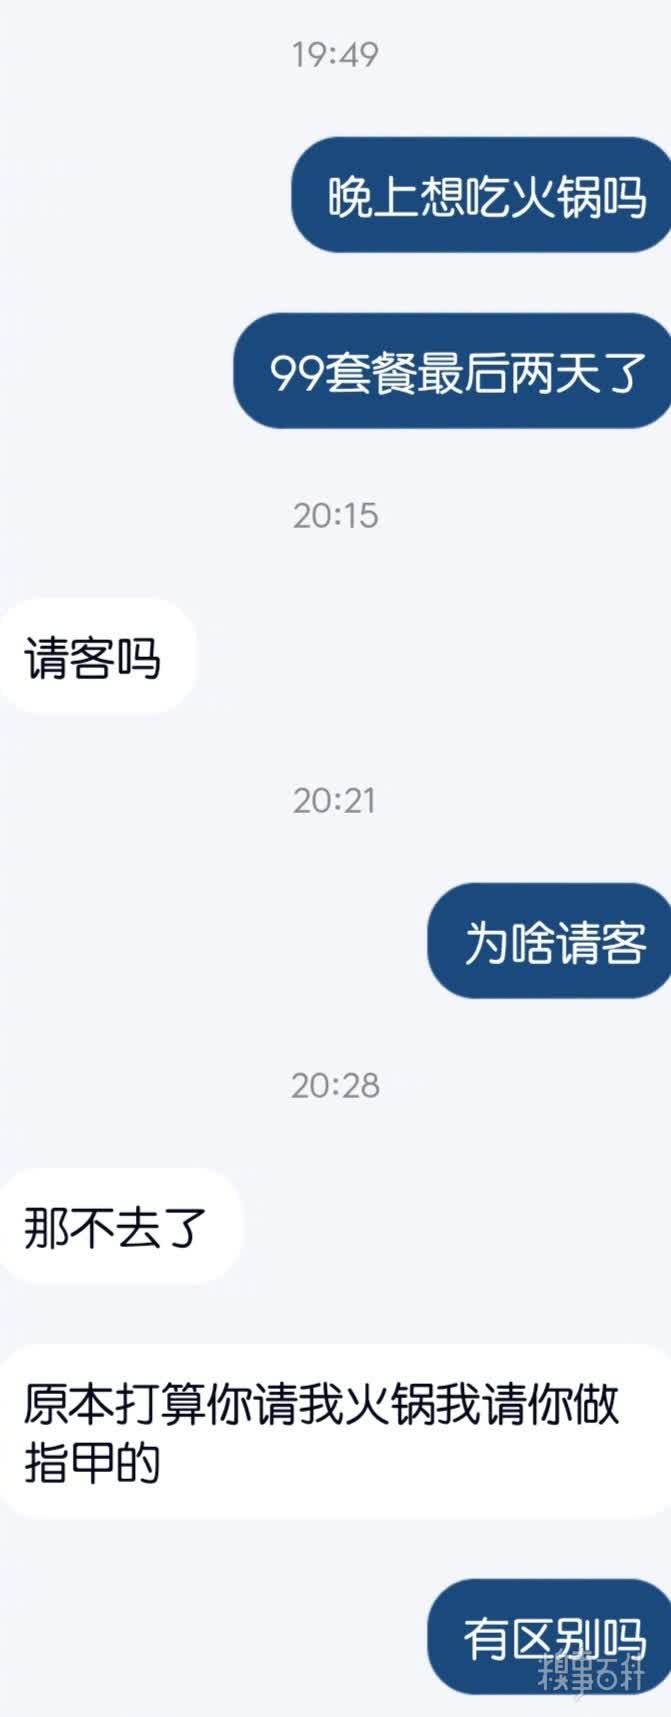 19:49
晚上想吃火锅吗
99套餐最后两天了
20:15
请客吗
20:21
为啥请客
20:28
那不去了
原本打算你请我火锅我请你做
指甲的
有区别吗
糗事百科